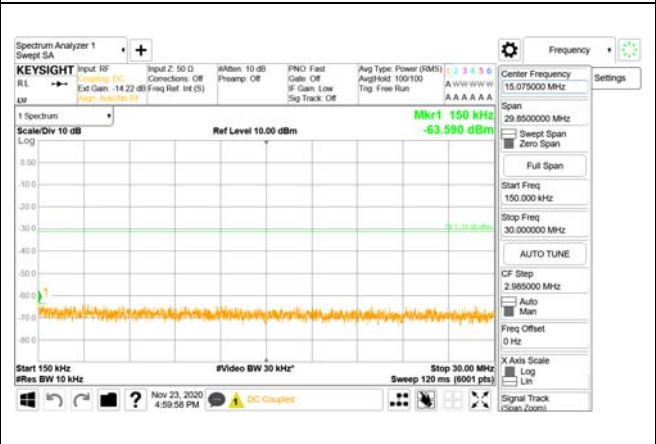 Spectrum Analyzer 1
Swept SA
Frequency
KEYSIGHT
RL
Input: RF
Coupling: DC
Ext Gain: -14.22 dB
Align: Auto/No RF
Input Z: 50 Ω
Corrections: Off
Freq Ref: Int (S)
#Atten: 10 dB
Preamp: Off
PNO: Fast
Gate: Off
IF Gain: Low
Sig Track: Off
Avg Type: Power (RMS)
Avg|Hold: 100/100
Trig: Free Run
1 2 3 4 5 6
A W W W W W
A A A A A A
1 Spectrum
Scale/Div 10 dB
Log
Ref Level 10.00 dBm
Mkr1 150 kHz
-63.590 dBm
0.00
-10.0
-20.0
-30.0
-40.0
-50.0
-60.0
-70.0
-80.0
1
Start 150 kHz
#Res BW 10 kHz
#Video BW 30 kHz*
Stop 30.00 MHz
Sweep 120 ms (6001 pts)
Nov 23, 2020
4:59:58 PM
DC Coupled
Center Frequency
15.075000 MHz
Settings
Span
29.8500000 MHz
Swept Span
Zero Span
Full Span
Start Freq
150.000 kHz
Stop Freq
30.000000 MHz
AUTO TUNE
CF Step
2.985000 MHz
Auto
Man
Freq Offset
0 Hz
X Axis Scale
Log
Lin
Signal Track
(Span Zoom)